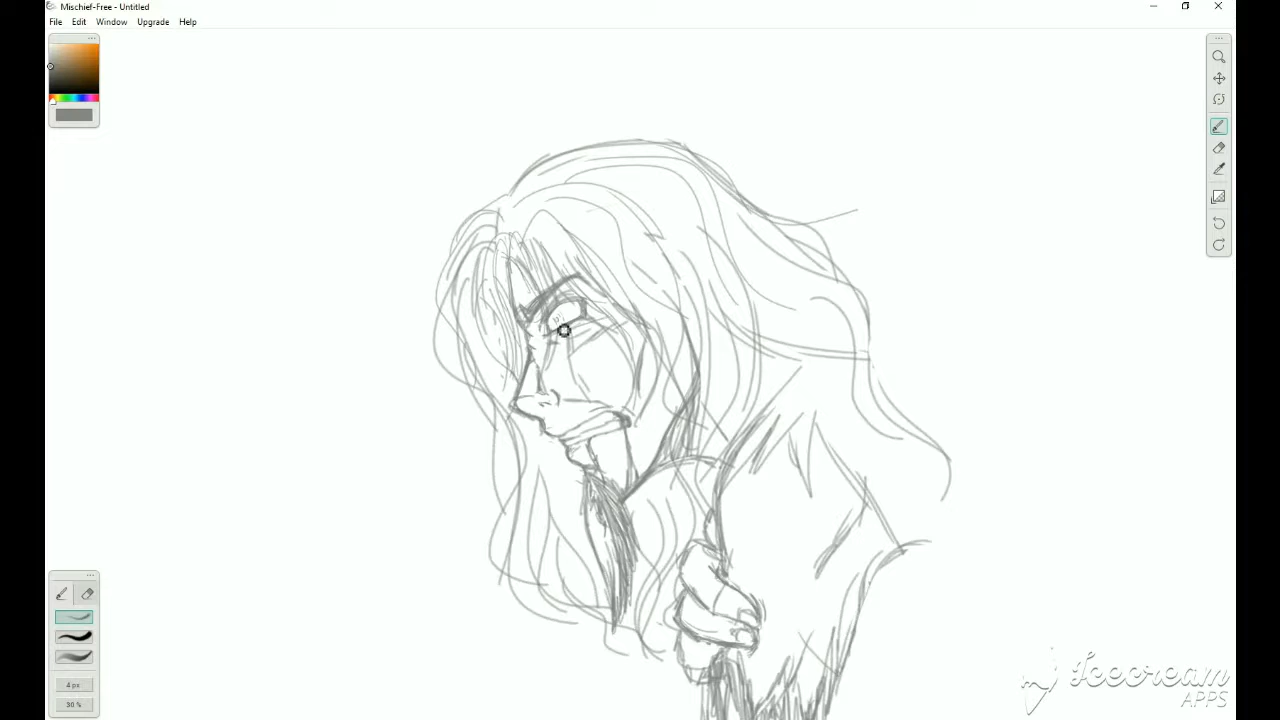 Mischief-Free - Untitled
File Edit Window Upgrade Help
4 px
30 %
Icecream
APPS